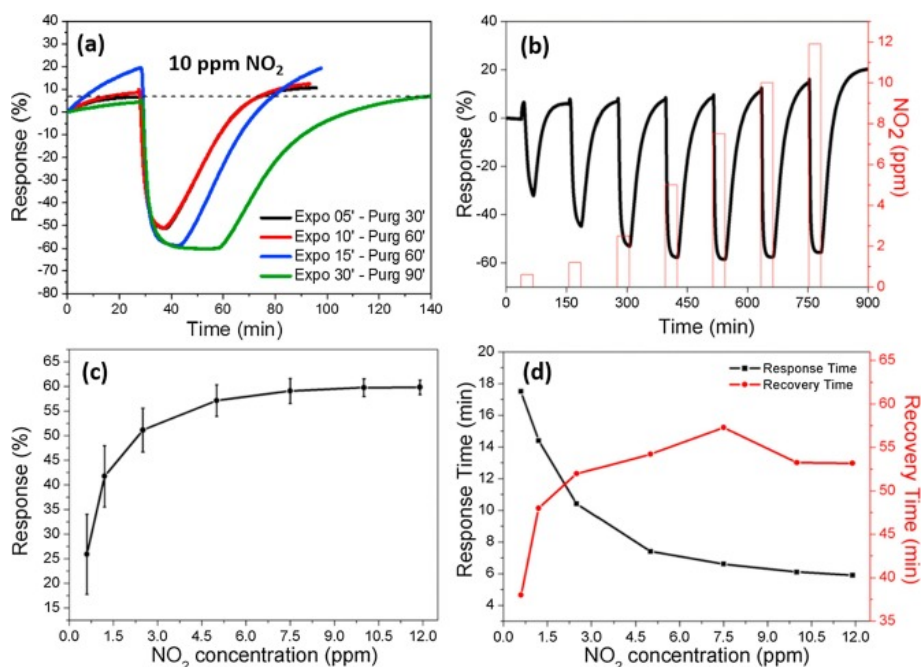 (a)
10 ppm NO2
40
30
20
10
0
-10
-20
-30
-40
-50
-60
-70
-80
Response (%)
Expo 05' - Purg 30'
Expo 10' - Purg 60'
Expo 15' - Purg 60'
Expo 30' - Purg 90'
0 20 40 60 80 100 120 140
Time (min)
(b)
40
20
0
-20
-40
-60
Response (%)
12
10
8
6
4
2
0
NO2 (ppm)
0 150 300 450 600 750 900
Time (min)
(c)
65
60
55
50
45
40
35
30
25
20
15
Response (%)
0.0 1.5 3.0 4.5 6.0 7.5 9.0 10.5 12.0
NO2 concentration (ppm)
(d)
Response Time
Recovery Time
20
18
16
14
12
10
8
6
4
Response Time (min)
65
60
55
50
45
40
35
Recovery Time (min)
0.0 1.5 3.0 4.5 6.0 7.5 9.0 10.5 12.0
NO2 concentration (ppm)